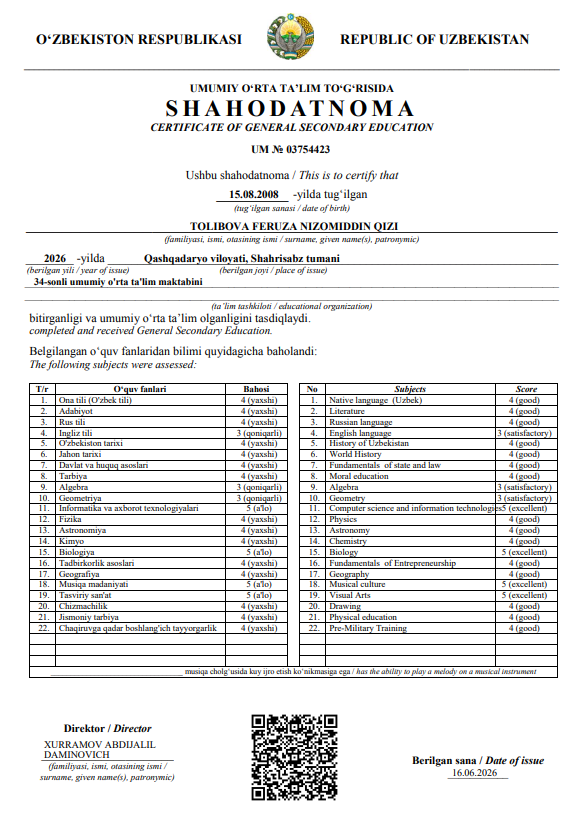 O‘ZBEKISTON RESPUBLIKASI REPUBLIC OF UZBEKISTAN
UMUMIY O‘RTA TA’LIM TO‘G‘RISIDA
SHAHODATNOMA
CERTIFICATE OF GENERAL SECONDARY EDUCATION
UM № 03754423
Ushbu shahodatnoma / This is to certify that
15.08.2008 -yilda tug‘ilgan
(tug‘ilgan sanasi / date of birth)
TOLIBOVA FERUZA NIZOMIDDIN QIZI
(familiyasi, ismi, otasining ismi / surname, given name(s), patronymic)
2026 -yilda Qashqadaryo viloyati, Shahrisabz tumani
(berilgan yili / year of issue) (berilgan joyi / place of issue)
34-sonli umumiy o'rta ta'lim maktabini
(ta’lim tashkiloti / educational organization)
bitirganligi va umumiy o‘rta ta’lim olganligini tasdiqlaydi.
completed and received General Secondary Education.
Belgilangan o‘quv fanlaridan bilimi quyidagicha baholandi:
The following subjects were assessed:
T/r O‘quv fanlari Bahosi No Subjects Score
1. Ona tili (O'zbek tili) 4 (yaxshi) 1. Native language (Uzbek) 4 (good)
2. Adabiyot 4 (yaxshi) 2. Literature 4 (good)
3. Rus tili 4 (yaxshi) 3. Russian language 4 (good)
4. Ingliz tili 3 (qoniqarli) 4. English language 3 (satisfactory)
5. O'zbekiston tarixi 4 (yaxshi) 5. History of Uzbekistan 4 (good)
6. Jahon tarixi 4 (yaxshi) 6. World History 4 (good)
7. Davlat va huquq asoslari 4 (yaxshi) 7. Fundamentals of state and law 4 (good)
8. Tarbiya 4 (yaxshi) 8. Moral education 4 (good)
9. Algebra 3 (qoniqarli) 9. Algebra 3 (satisfactory)
10. Geometriya 3 (qoniqarli) 10. Geometry 3 (satisfactory)
11. Informatika va axborot texnologiyalari 5 (a'lo) 11. Computer science and information technologies 5 (excellent)
12. Fizika 4 (yaxshi) 12. Physics 4 (good)
13. Astronomiya 4 (yaxshi) 13. Astronomy 4 (good)
14. Kimyo 4 (yaxshi) 14. Chemistry 4 (good)
15. Biologiya 5 (a'lo) 15. Biology 5 (excellent)
16. Tadbirkorlik asoslari 4 (yaxshi) 16. Fundamentals of Entrepreneurship 4 (good)
17. Geografiya 4 (yaxshi) 17. Geography 4 (good)
18. Musiqa madaniyati 5 (a'lo) 18. Musical culture 5 (excellent)
19. Tasviriy san'at 5 (a'lo) 19. Visual Arts 5 (excellent)
20. Chizmachilik 4 (yaxshi) 20. Drawing 4 (good)
21. Jismoniy tarbiya 4 (yaxshi) 21. Physical education 4 (good)
22. Chaqiruvga qadar boshlang'ich tayyorgarlik 4 (yaxshi) 22. Pre-Military Training 4 (good)
musiqa cholg‘usida kuy ijro etish ko‘nikmasiga ega / has the ability to play a melody on a musical instrument
Direktor / Director
XURRAMOV ABDIJALIL
DAMINOVICH
(familiyasi, ismi, otasining ismi /
surname, given name(s), patronymic)
Berilgan sana / Date of issue
16.06.2026